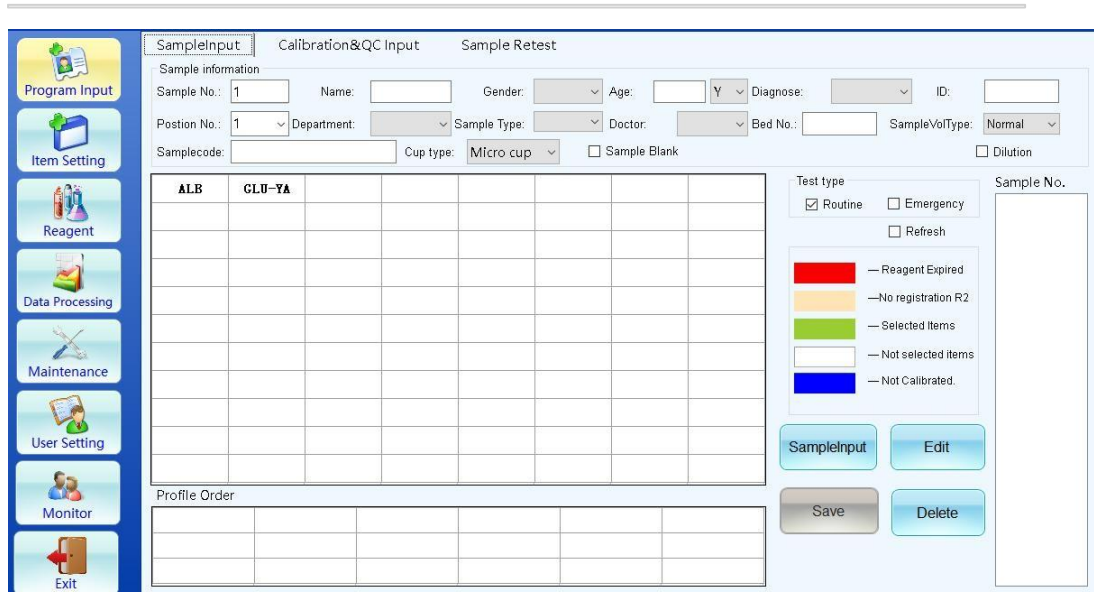 SampleInput Calibration&QC Input Sample Retest
Sample information
Program Input
Sample No.: 1 Name: Gender: Age: Y Diagnose: ID:
Postion No.: 1 Department: Sample Type: Doctor: Bed No.: SampleVolType: Normal
Samplecode: Cup type: Micro cup Sample Blank Dilution
Item Setting
Reagent
Data Processing
Maintenance
User Setting
Monitor
Exit
ALB GLU-YA
Test type
Routine Emergency
Refresh
— Reagent Expired
—No registration R2
— Selected Items
— Not selected items
— Not Calibrated.
SampleInput Edit
Save Delete
Sample No.
Profile Order